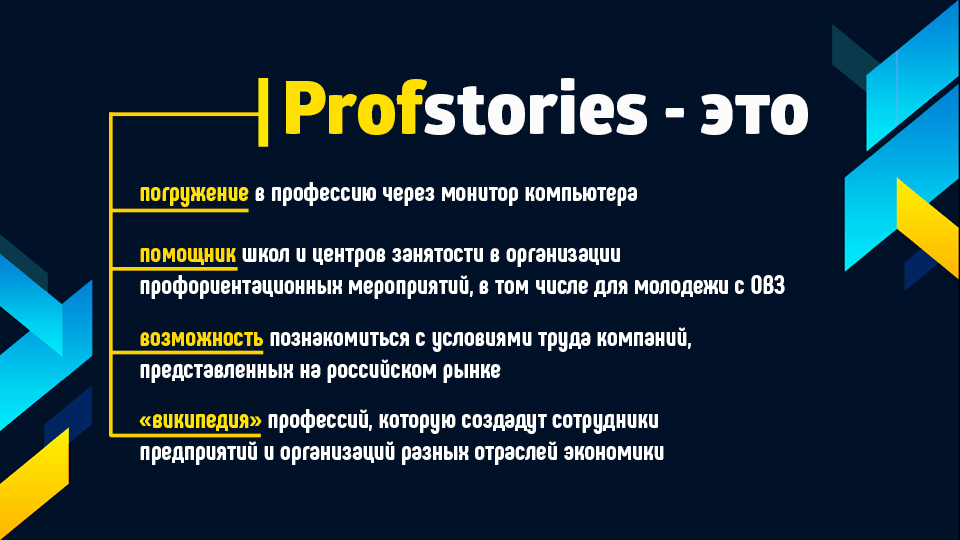 Profstories - это
погружение в профессию через монитор компьютера
помощник школ и центров занятости в организации
профориентационных мероприятий, в том числе для молодежи с ОВЗ
возможность познакомиться с условиями труда компаний,
представленных на российском рынке
«википедия» профессий, которую создадут сотрудники
предприятий и организаций разных отраслей экономики